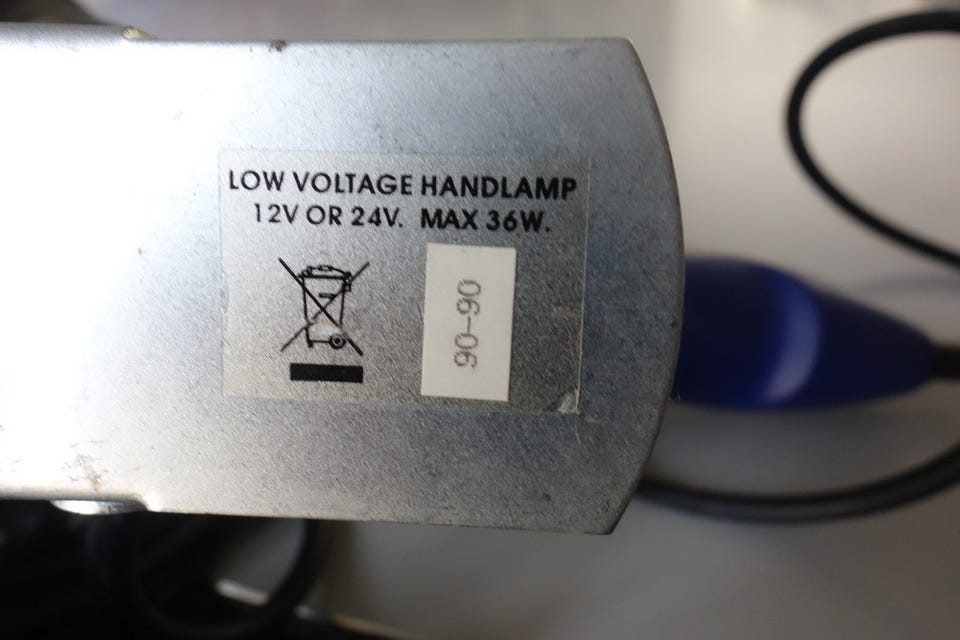 LOW VOLTAGE HANDLAMP
12V OR 24V. MAX 36W.
90-90